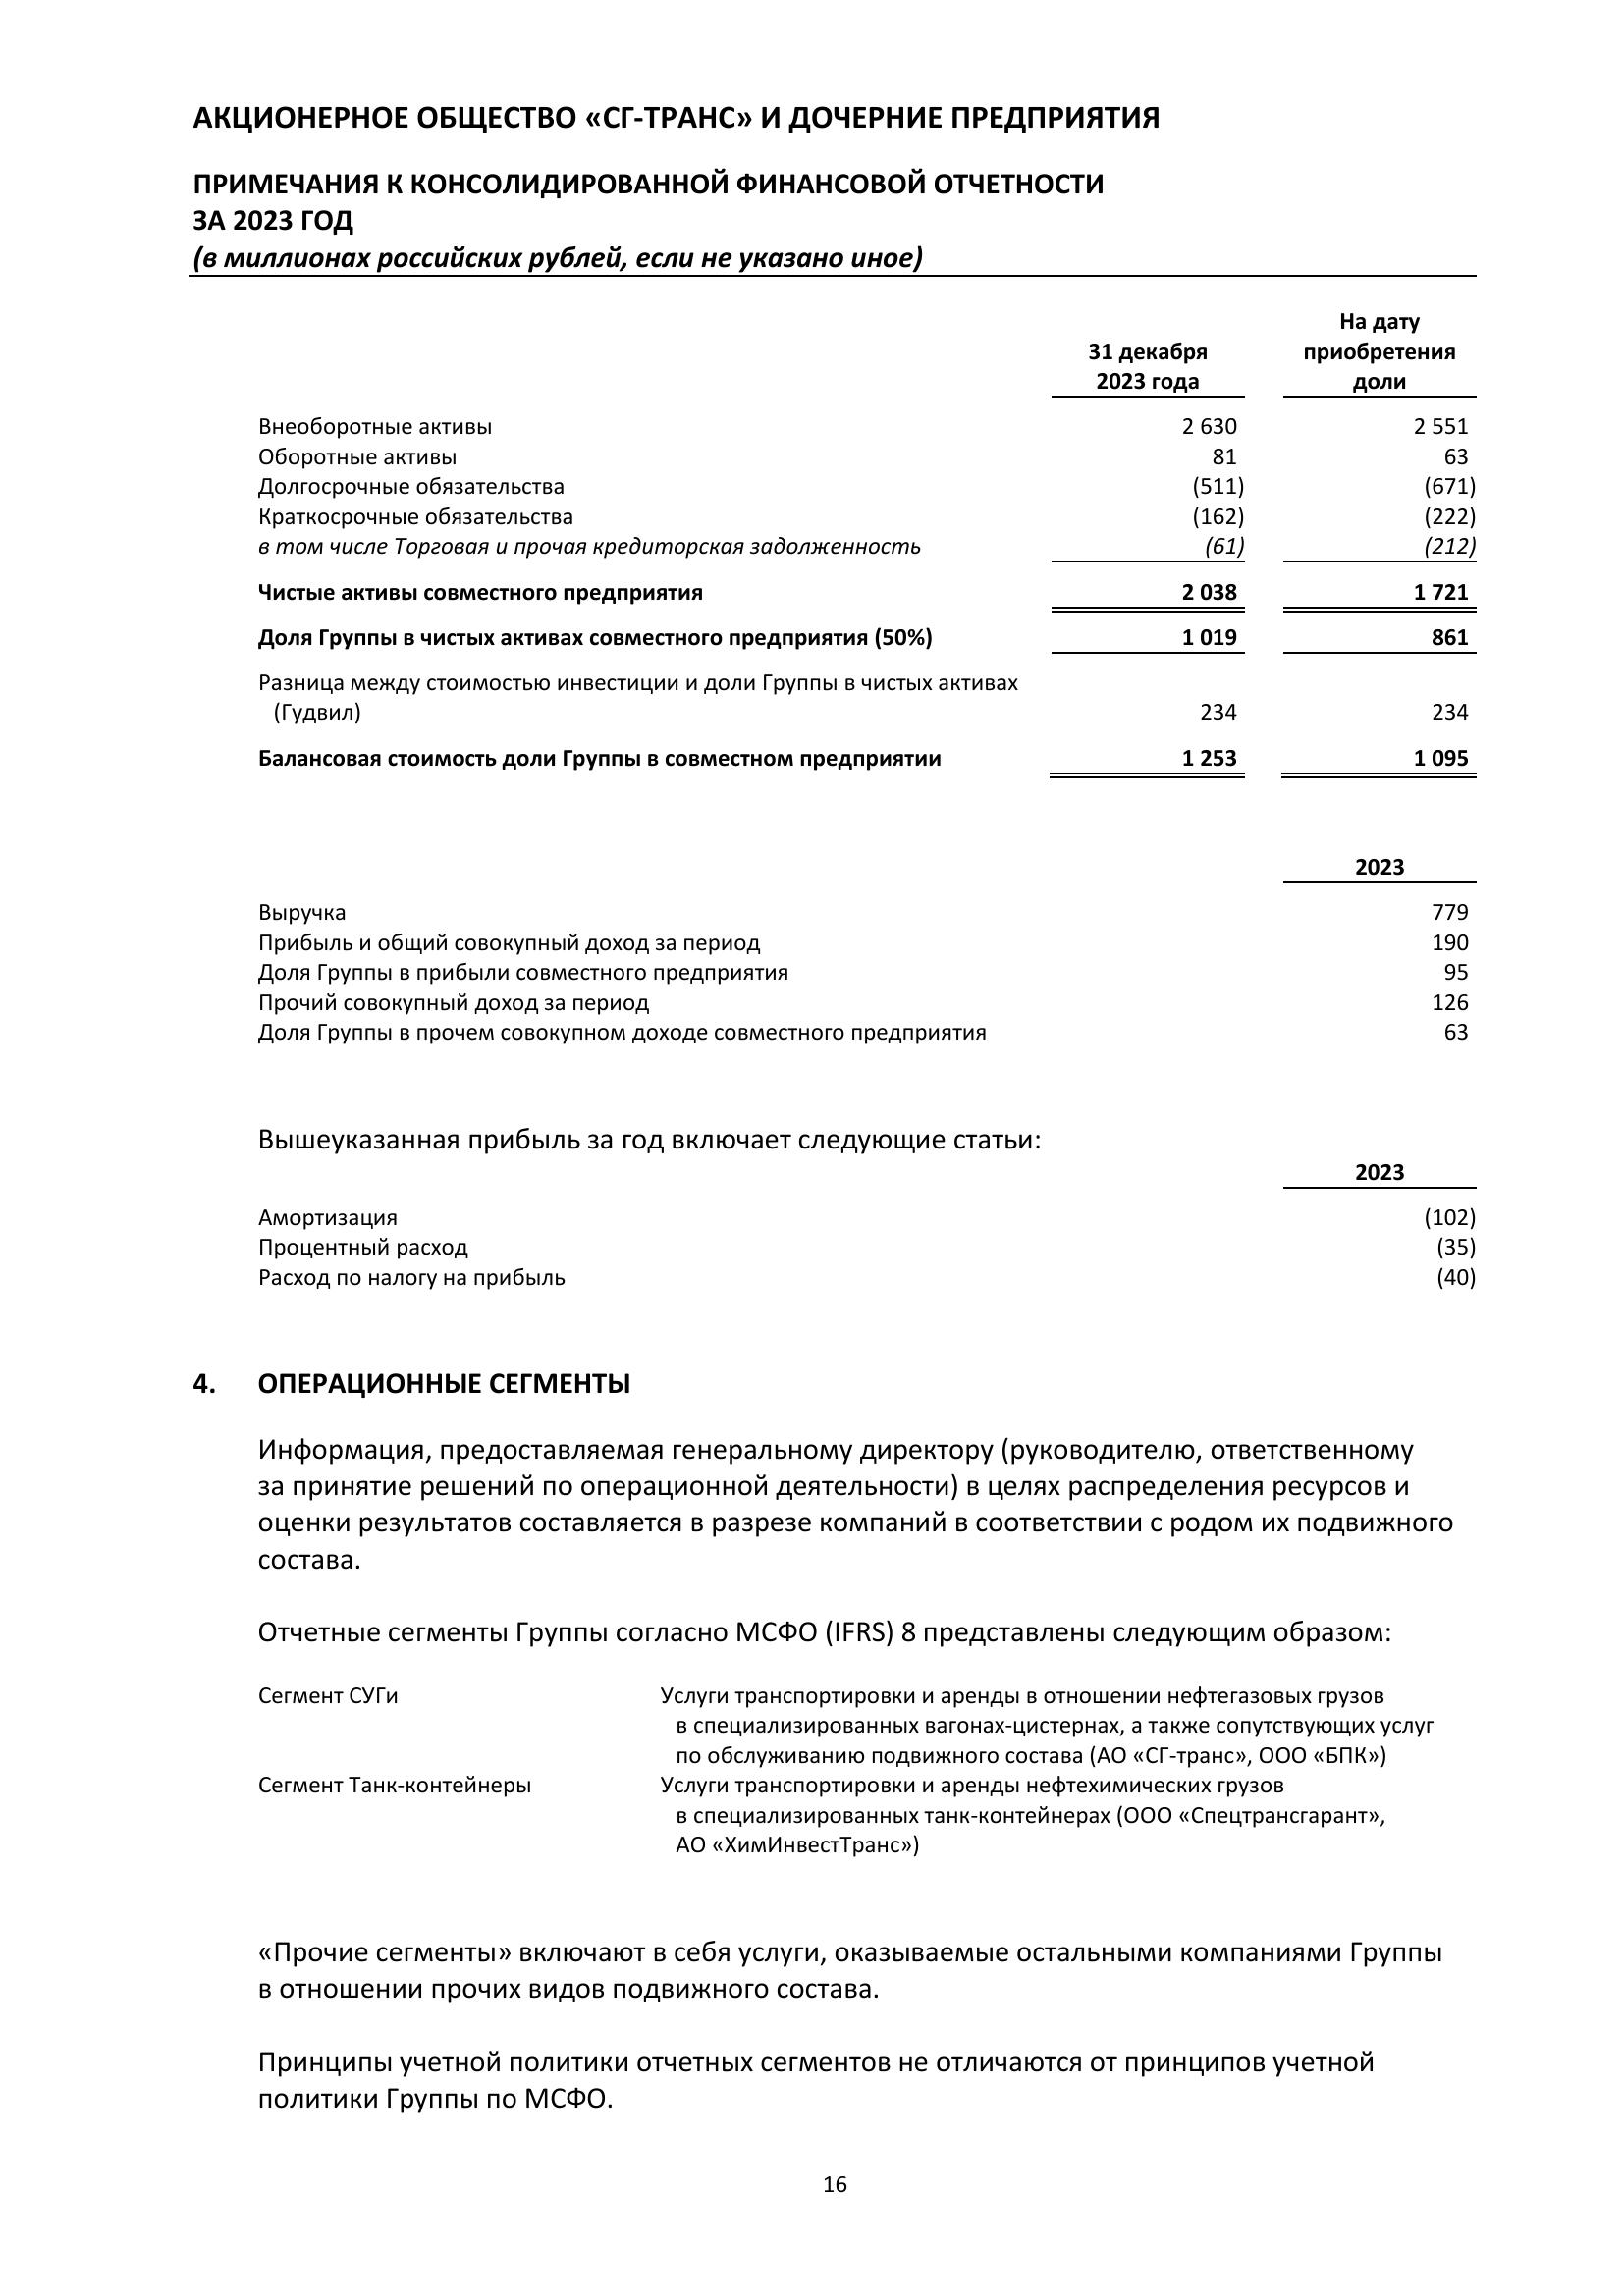 АКЦИОНЕРНОЕ ОБЩЕСТВО «СГ-ТРАНС» И ДОЧЕРНИЕ ПРЕДПРИЯТИЯ
ПРИМЕЧАНИЯ К КОНСОЛИДИРОВАННОЙ ФИНАНСОВОЙ ОТЧЕТНОСТИ
ЗА 2023 ГОД
(в миллионах российских рублей, если не указано иное)
31 декабря 2023 года	На дату приобретения доли
Внеоборотные активы	2 630	2 551
Оборотные активы	81	63
Долгосрочные обязательства	(511)	(671)
Краткосрочные обязательства	(162)	(222)
в том числе Торговая и прочая кредиторская задолженность	(61)	(212)
Чистые активы совместного предприятия	2 038	1 721
Доля Группы в чистых активах совместного предприятия (50%)	1 019	861
Разница между стоимостью инвестиции и доли Группы в чистых активах
(Гудвил)	234	234
Балансовая стоимость доли Группы в совместном предприятии	1 253	1 095
2023
Выручка	779
Прибыль и общий совокупный доход за период	190
Доля Группы в прибыли совместного предприятия	95
Прочий совокупный доход за период	126
Доля Группы в прочем совокупном доходе совместного предприятия	63
Вышеуказанная прибыль за год включает следующие статьи:
2023
Амортизация	(102)
Процентный расход	(35)
Расход по налогу на прибыль	(40)
4. ОПЕРАЦИОННЫЕ СЕГМЕНТЫ
Информация, предоставляемая генеральному директору (руководителю, ответственному
за принятие решений по операционной деятельности) в целях распределения ресурсов и
оценки результатов составляется в разрезе компаний в соответствии с родом их подвижного
состава.
Отчетные сегменты Группы согласно МСФО (IFRS) 8 представлены следующим образом:
Сегмент СУГи	Услуги транспортировки и аренды в отношении нефтегазовых грузов
в специализированных вагонах-цистернах, а также сопутствующих услуг
по обслуживанию подвижного состава (АО «СГ-транс», ООО «БПК»)
Сегмент Танк-контейнеры	Услуги транспортировки и аренды нефтехимических грузов
в специализированных танк-контейнерах (ООО «Спецтрансгарант»,
АО «ХимИнвестТранс»)
«Прочие сегменты» включают в себя услуги, оказываемые остальными компаниями Группы
в отношении прочих видов подвижного состава.
Принципы учетной политики отчетных сегментов не отличаются от принципов учетной
политики Группы по МСФО.
16